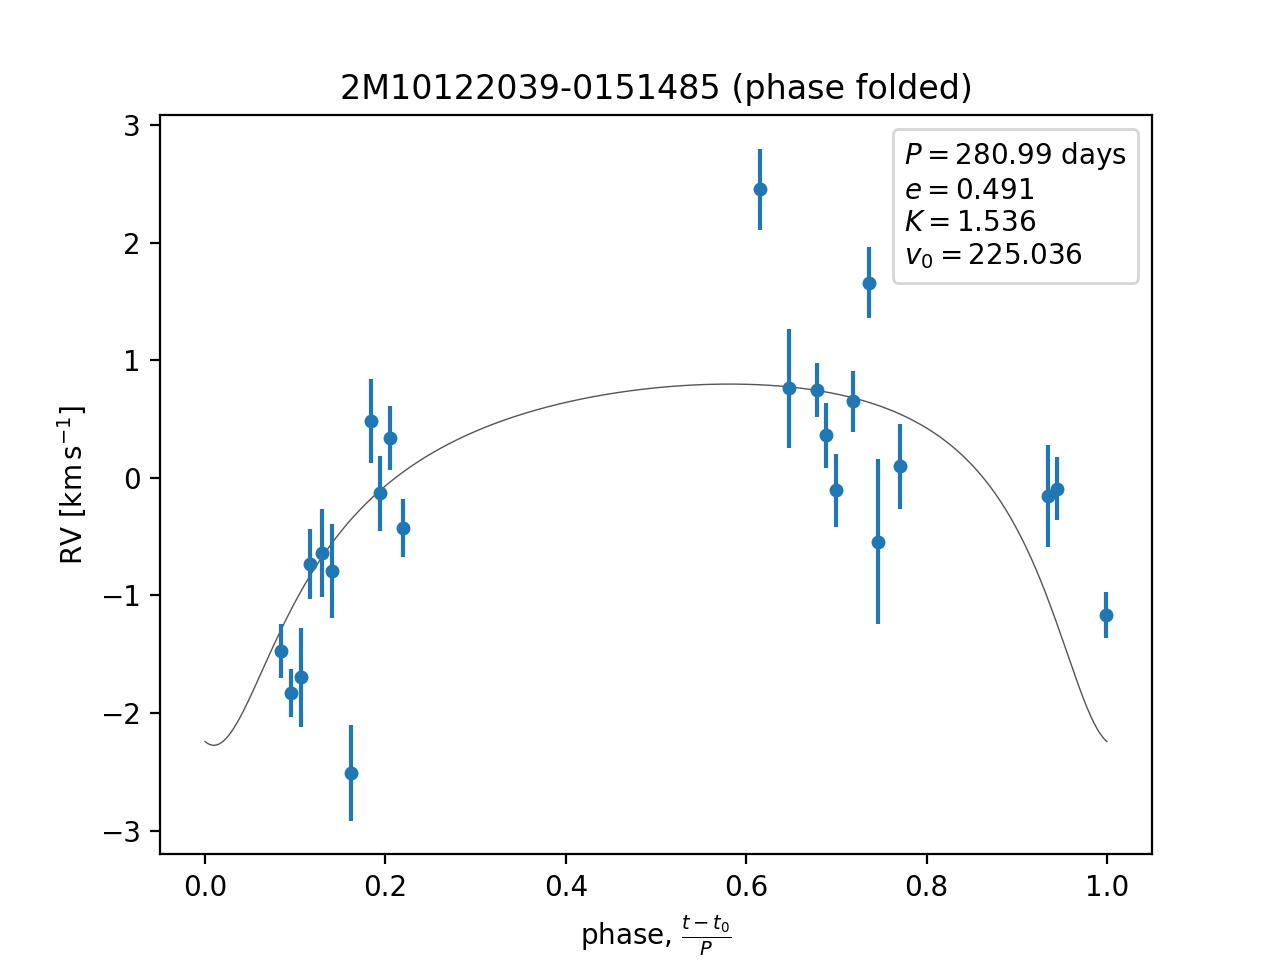 2M10122039-0151485 (phase folded)
P = 280.99 days
e = 0.491
K = 1.536
v₀ = 225.036
RV [km s⁻¹]
3
2
1
0
−1
−2
−3
0.0 0.2 0.4 0.6 0.8 1.0
phase, (t − t₀)/P